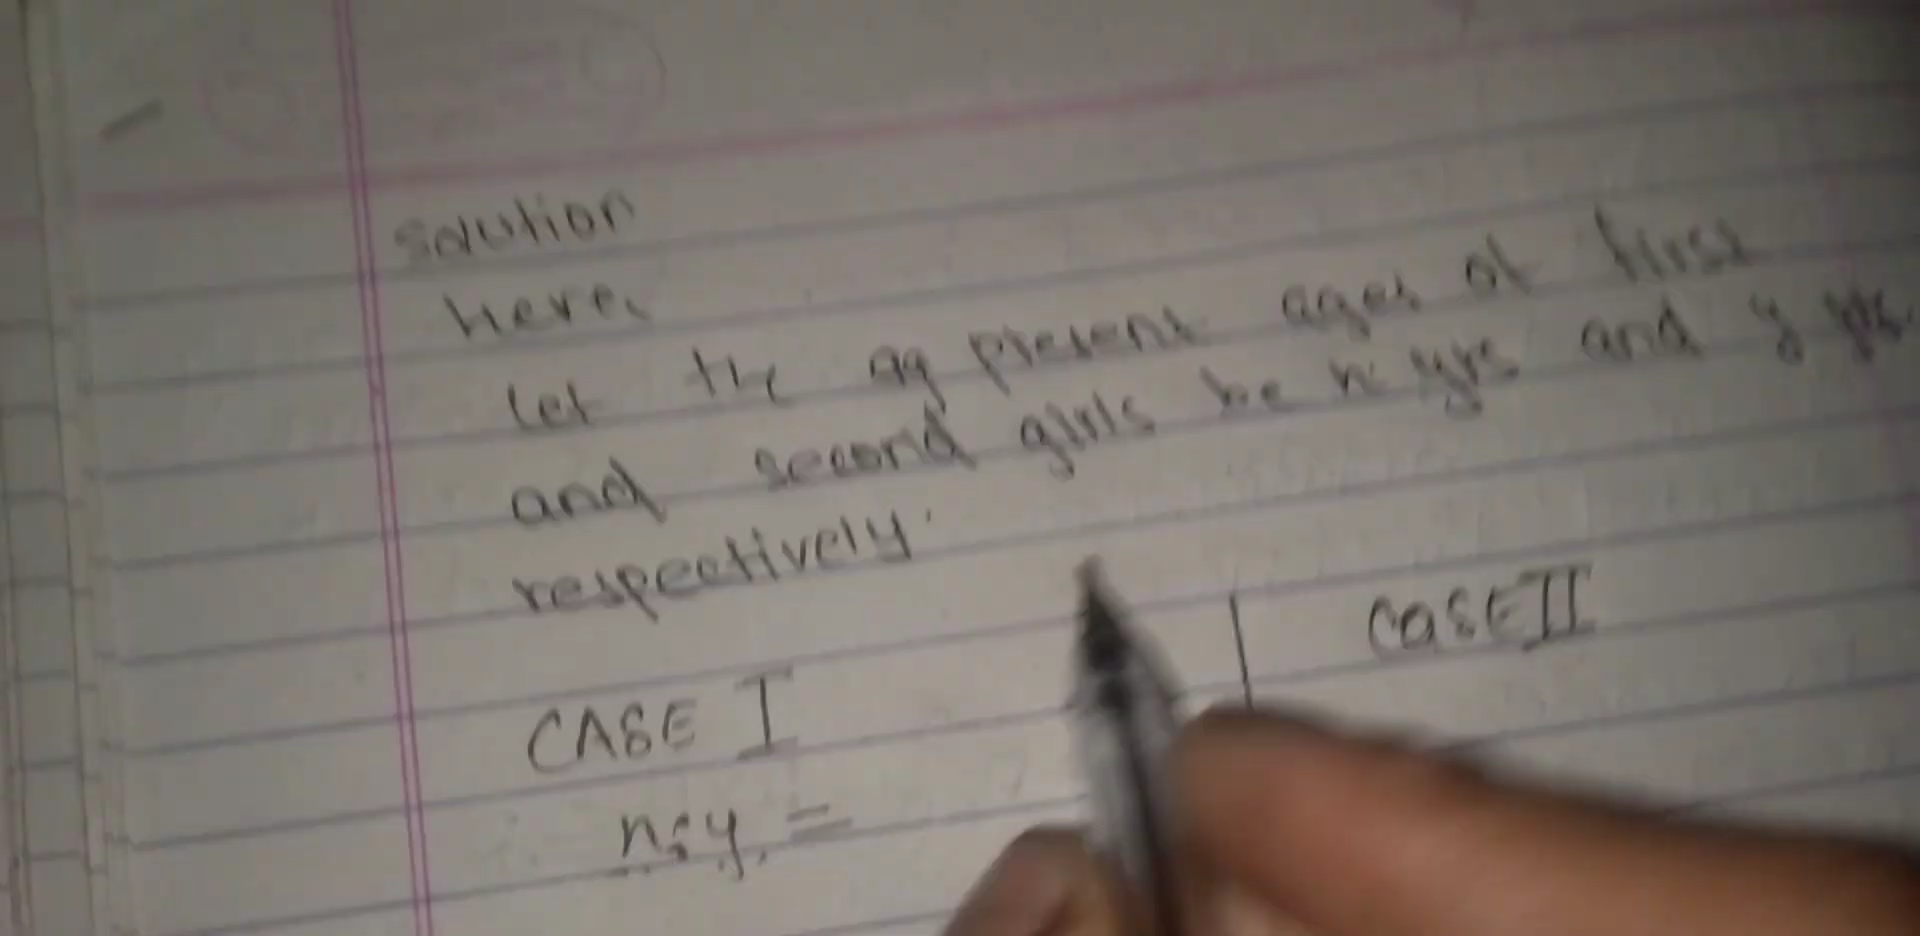 Solution
Here,
Let the ag present ages of first
and second girls be x yrs and y yrs.
respectively.
CASE I | CASE II
x:y =